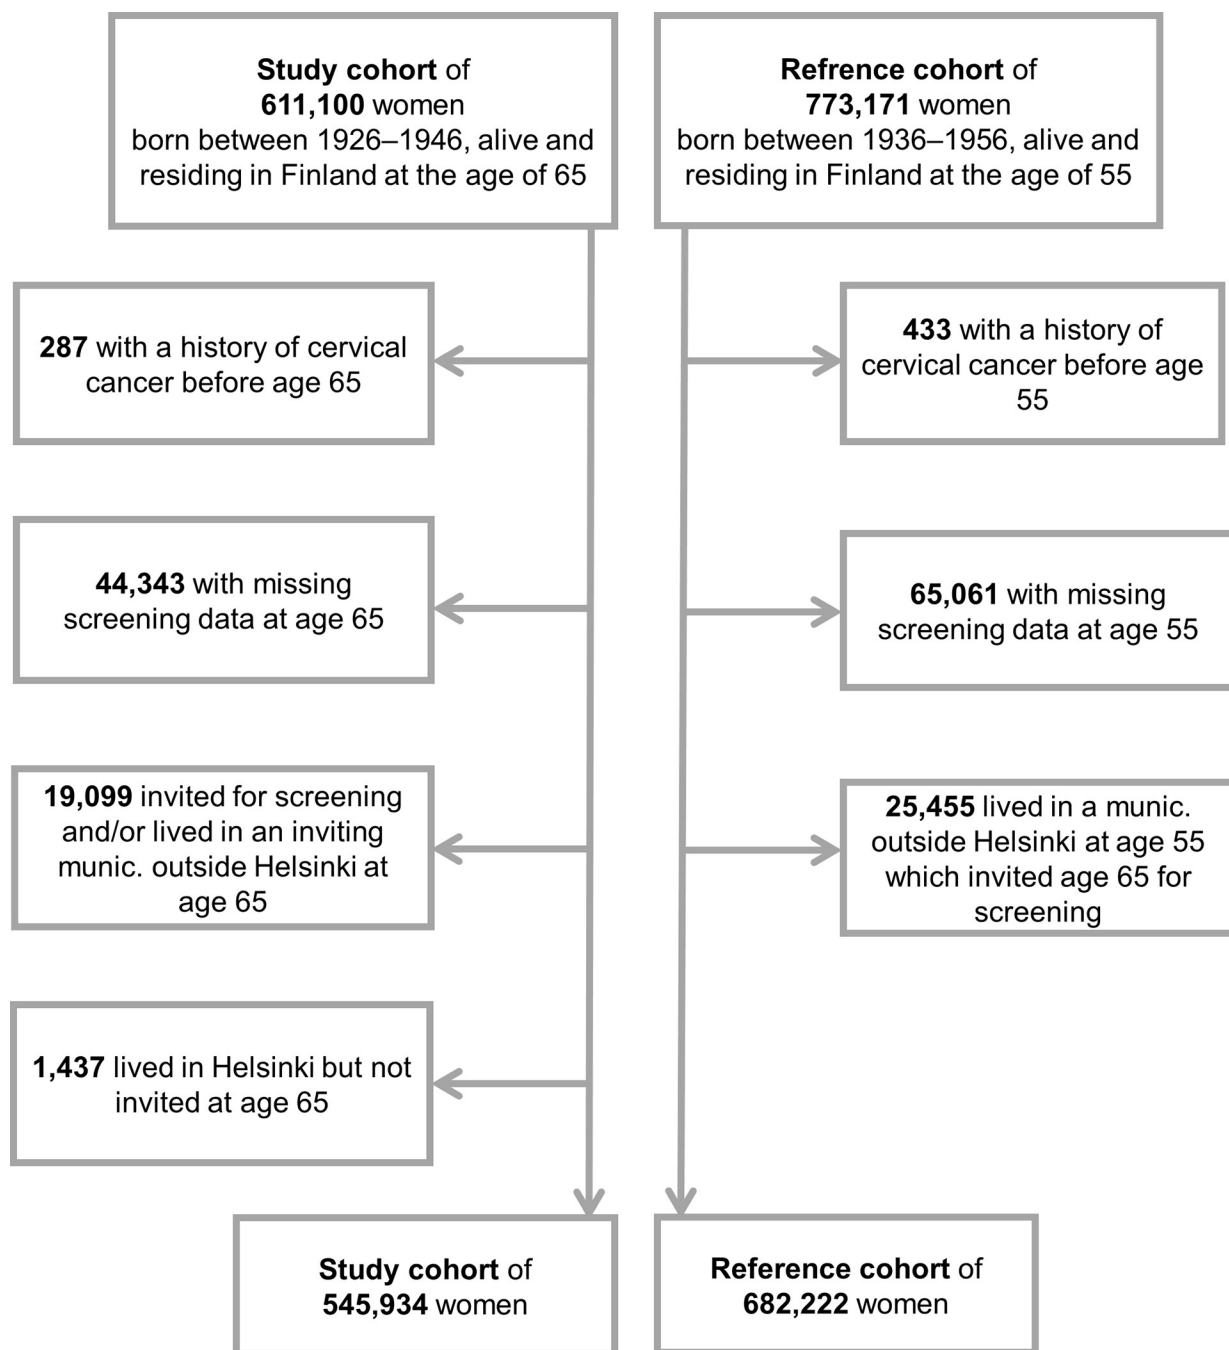 Study cohort of
611,100 women
born between 1926–1946, alive and
residing in Finland at the age of 65
Refrence cohort of
773,171 women
born between 1936–1956, alive and
residing in Finland at the age of 55
287 with a history of cervical
cancer before age 65
433 with a history of
cervical cancer before age
55
44,343 with missing
screening data at age 65
65,061 with missing
screening data at age 55
19,099 invited for screening
and/or lived in an inviting
munic. outside Helsinki at
age 65
25,455 lived in a munic.
outside Helsinki at age 55
which invited age 65 for
screening
1,437 lived in Helsinki but not
invited at age 65
Study cohort of
545,934 women
Reference cohort of
682,222 women